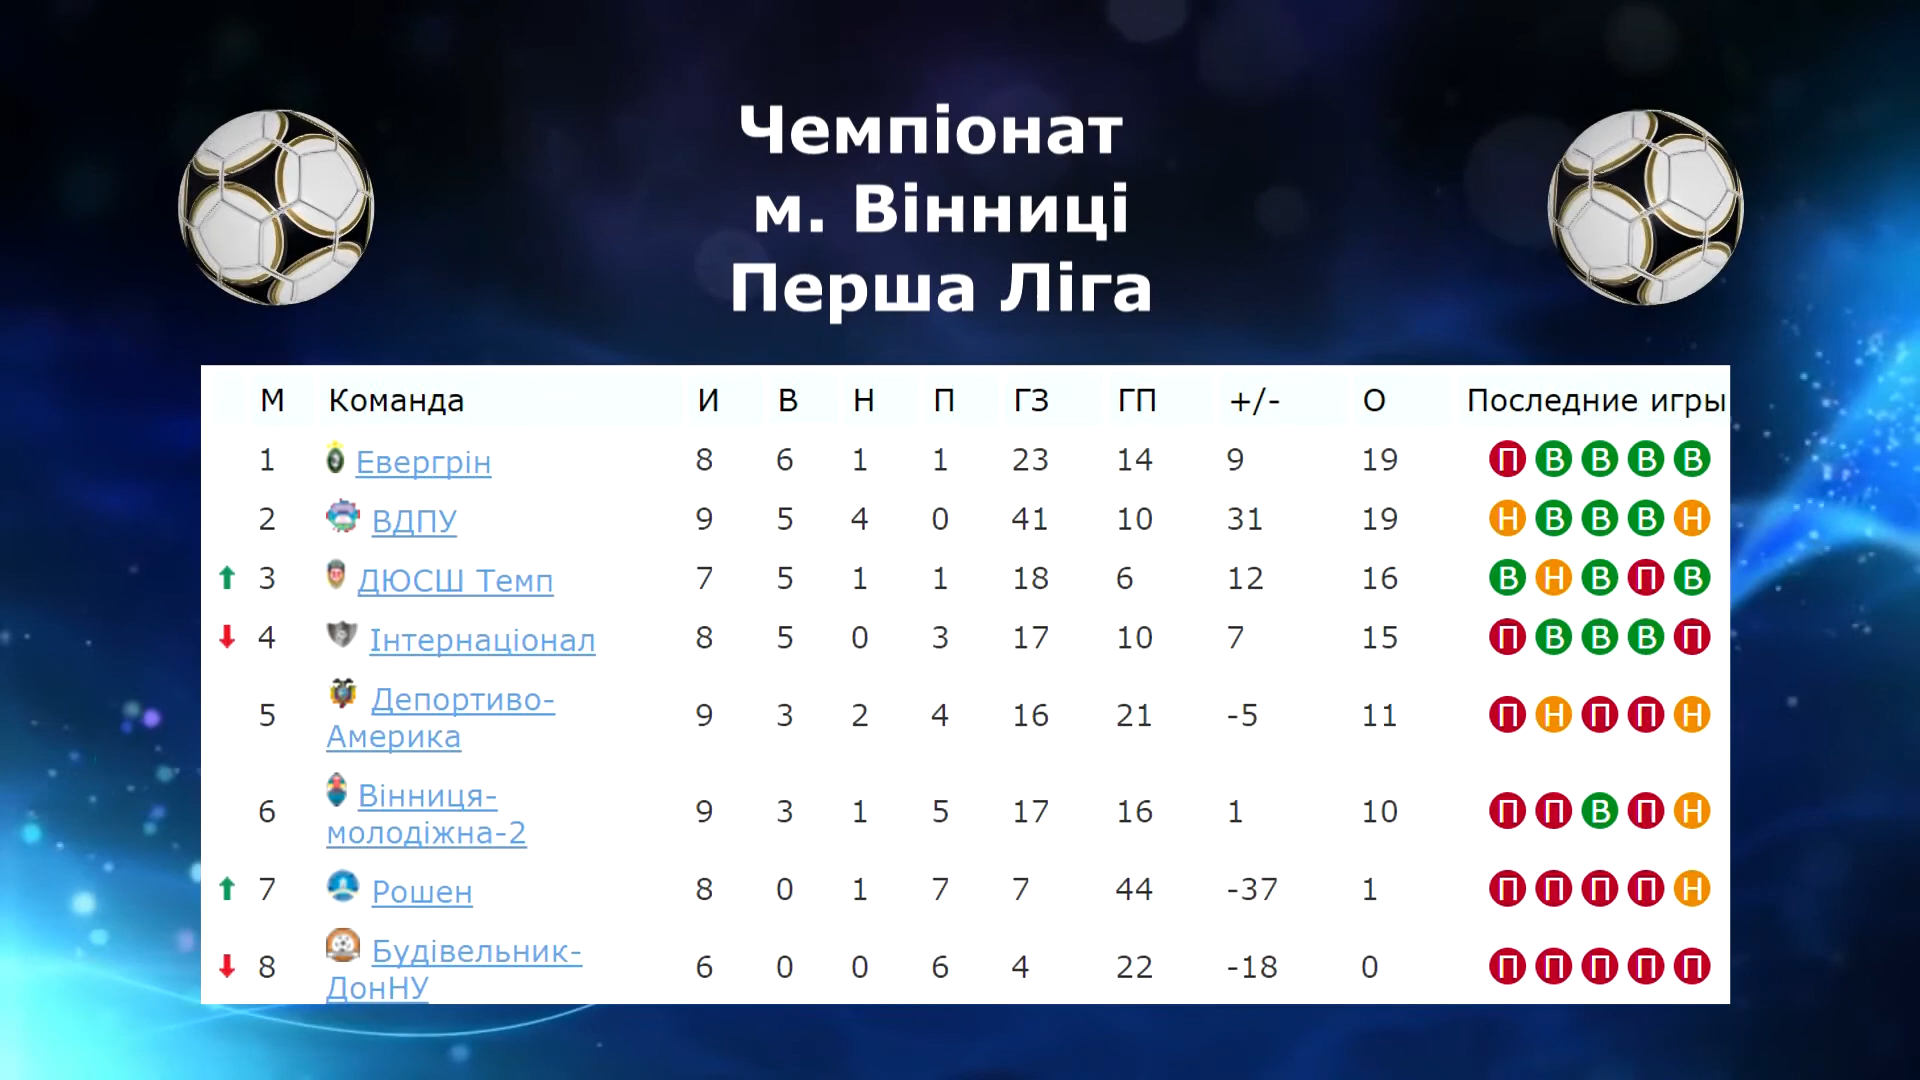 Чемпіонат
м. Вінниці
Перша Ліга
М Команда И В Н П ГЗ ГП +/- О Последние игры
1 Евергрін 8 6 1 1 23 14 9 19 П В В В В
2 ВДПУ 9 5 4 0 41 10 31 19 Н В В В Н
3 ДЮСШ Темп 7 5 1 1 18 6 12 16 В Н В П В
4 Інтернаціонал 8 5 0 3 17 10 7 15 П В В В П
5 Депортиво-
Америка 9 3 2 4 16 21 -5 11 П Н П П Н
6 Вінниця-
молодіжна-2 9 3 1 5 17 16 1 10 П П В П Н
7 Рошен 8 0 1 7 7 44 -37 1 П П П П Н
8 Будівельник-
ДонНУ 6 0 0 6 4 22 -18 0 П П П П П